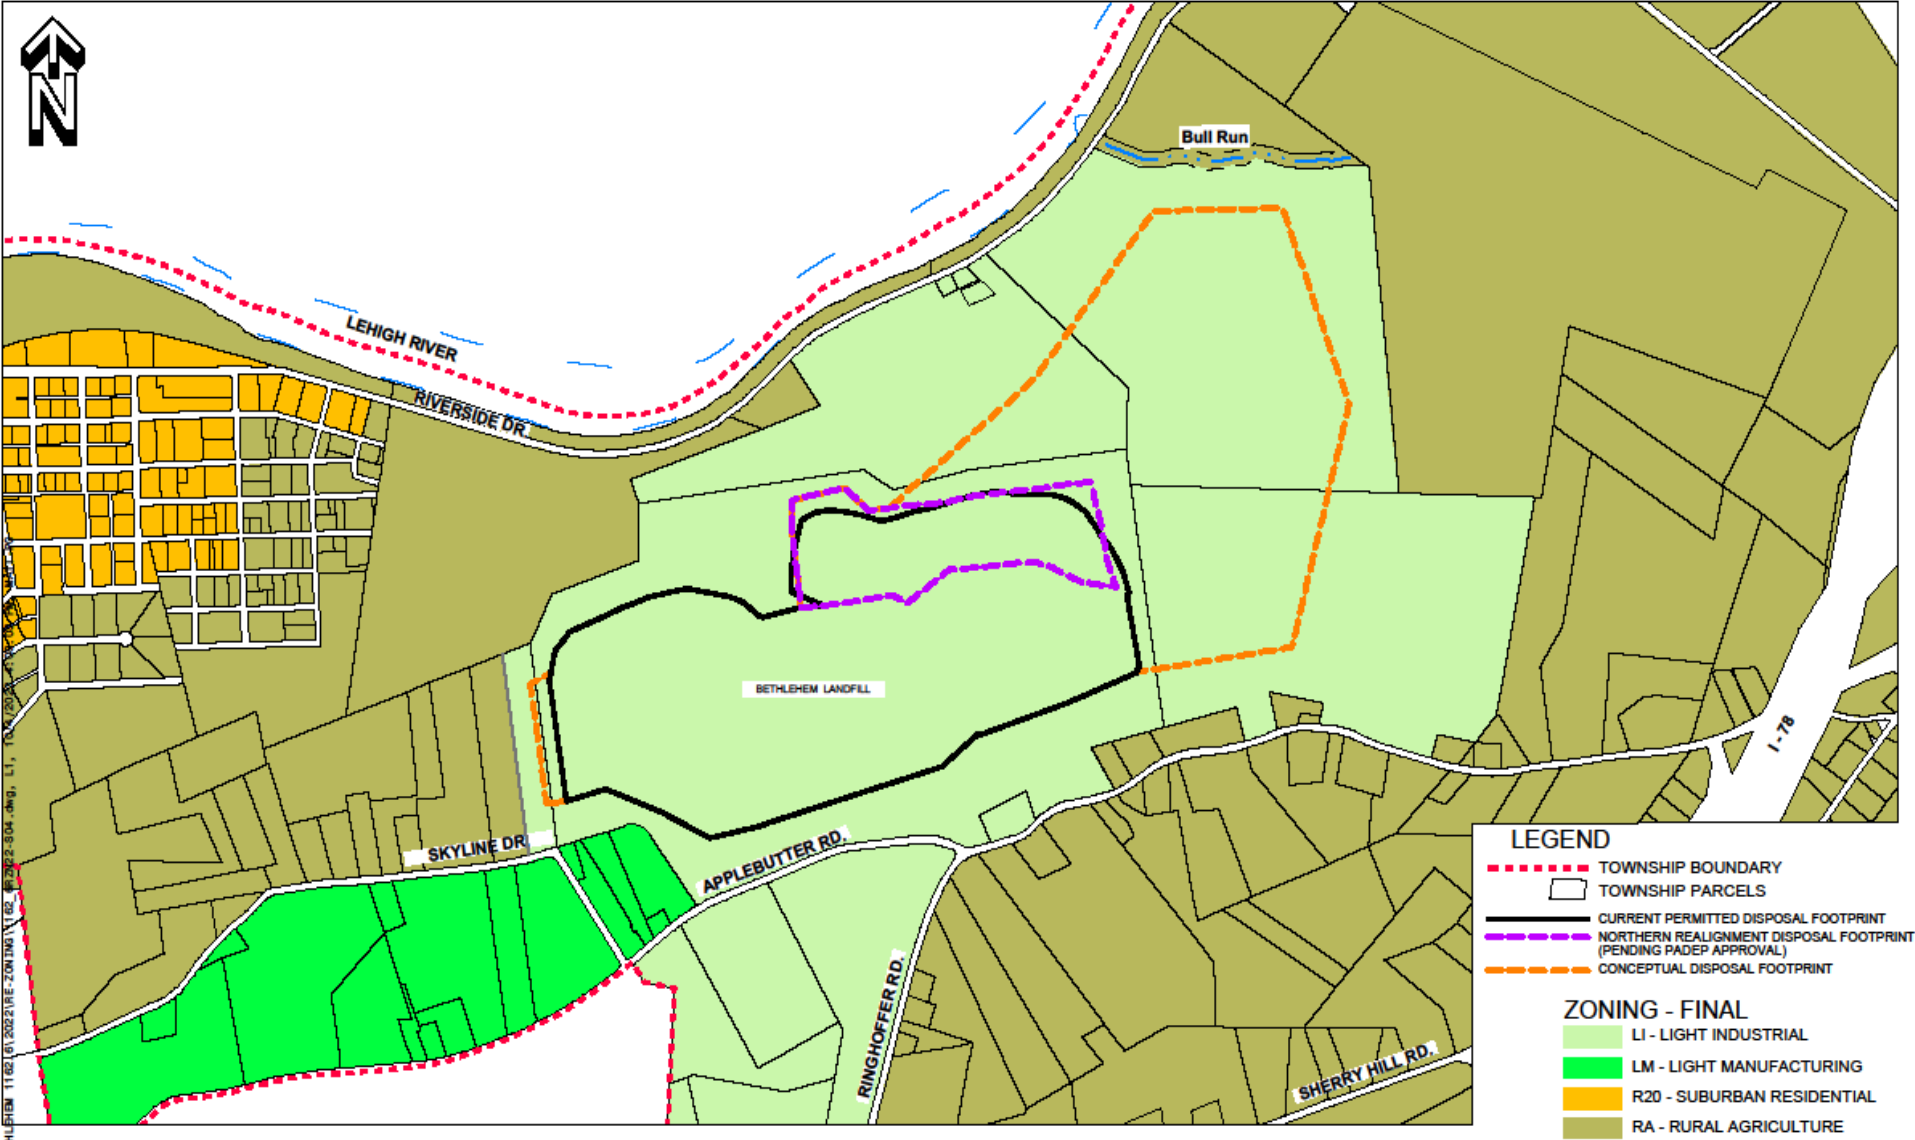 N
Bull Run
LEHIGH RIVER
RIVERSIDE DR.
BETHLEHEM LANDFILL
I - 78
SKYLINE DR
APPLEBUTTER RD.
RINGHOFFER RD.
SHERRY HILL RD.
LEGEND
TOWNSHIP BOUNDARY
TOWNSHIP PARCELS
CURRENT PERMITTED DISPOSAL FOOTPRINT
NORTHERN REALIGNMENT DISPOSAL FOOTPRINT
(PENDING PADEP APPROVAL)
CONCEPTUAL DISPOSAL FOOTPRINT
ZONING - FINAL
LI - LIGHT INDUSTRIAL
LM - LIGHT MANUFACTURING
R20 - SUBURBAN RESIDENTIAL
RA - RURAL AGRICULTURE